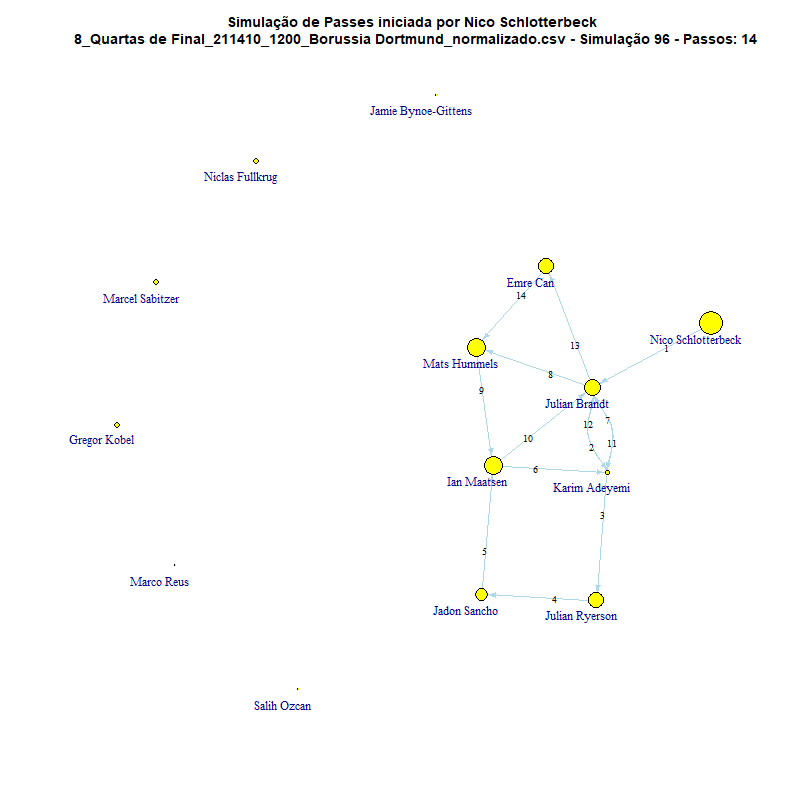 Simulação de Passes iniciada por Nico Schlotterbeck
8_Quartas de Final_211410_1200_Borussia Dortmund_normalizado.csv - Simulação 96 - Passos: 14
Jamie Bynoe-Gittens
Niclas Fullkrug
Emre Can
14
Marcel Sabitzer
Nico Schlotterbeck
1
13
Mats Hummels
8
9
Julian Brandt
7
12
10
11
2
Gregor Kobel
6
Ian Maatsen
Karim Adeyemi
3
5
Marco Reus
4
Jadon Sancho
Julian Ryerson
Salih Ozcan